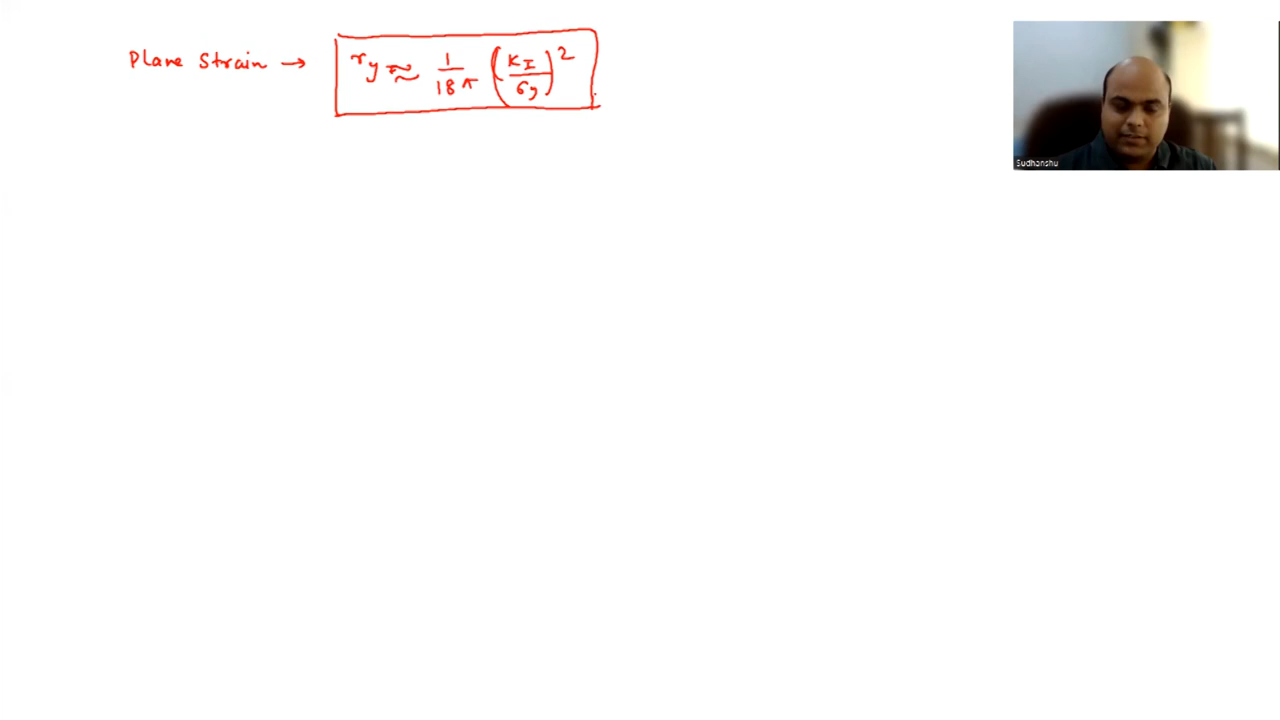 Plane Strain → r_y ≈ 1/18π (K_I/σ_y)^2
Sudhanshu